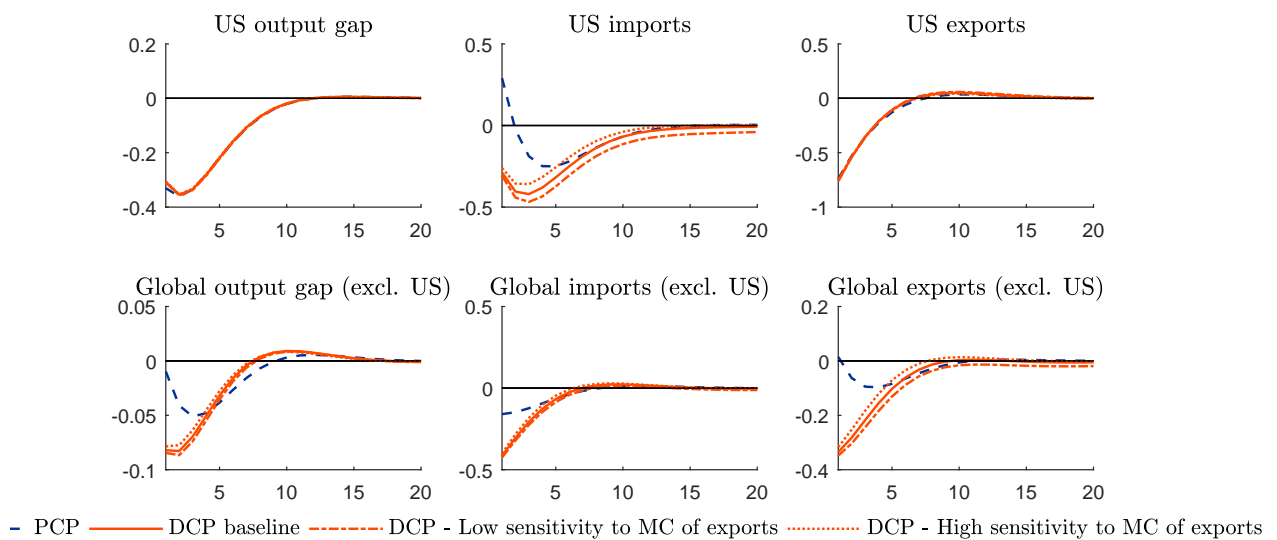 US output gap
US imports
US exports
0.2
0
-0.2
-0.4
5 10 15 20
0.5
0
-0.5
5 10 15 20
0.5
0
-0.5
-1
5 10 15 20
Global output gap (excl. US)
Global imports (excl. US)
Global exports (excl. US)
0.05
0
-0.05
-0.1
5 10 15 20
0.5
0
-0.5
5 10 15 20
0.2
0
-0.2
-0.4
5 10 15 20
PCP DCP baseline DCP - Low sensitivity to MC of exports DCP - High sensitivity to MC of exports